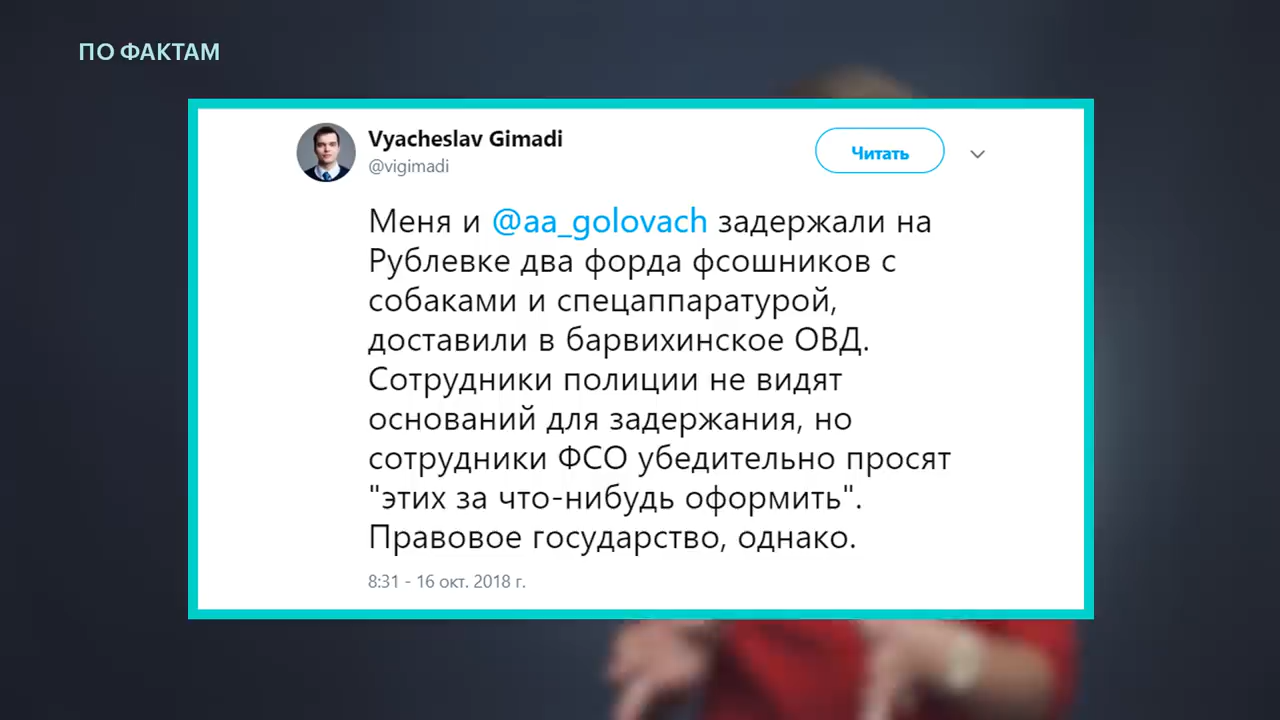 ПО ФАКТАМ
Vyacheslav Gimadi
@vigimadi
Читать
Меня и @aa_golovach задержали на
Рублевке два форда фсошников с
собаками и спецаппаратурой,
доставили в барвихинское ОВД.
Сотрудники полиции не видят
оснований для задержания, но
сотрудники ФСО убедительно просят
"этих за что-нибудь оформить".
Правовое государство, однако.
8:31 - 16 окт. 2018 г.